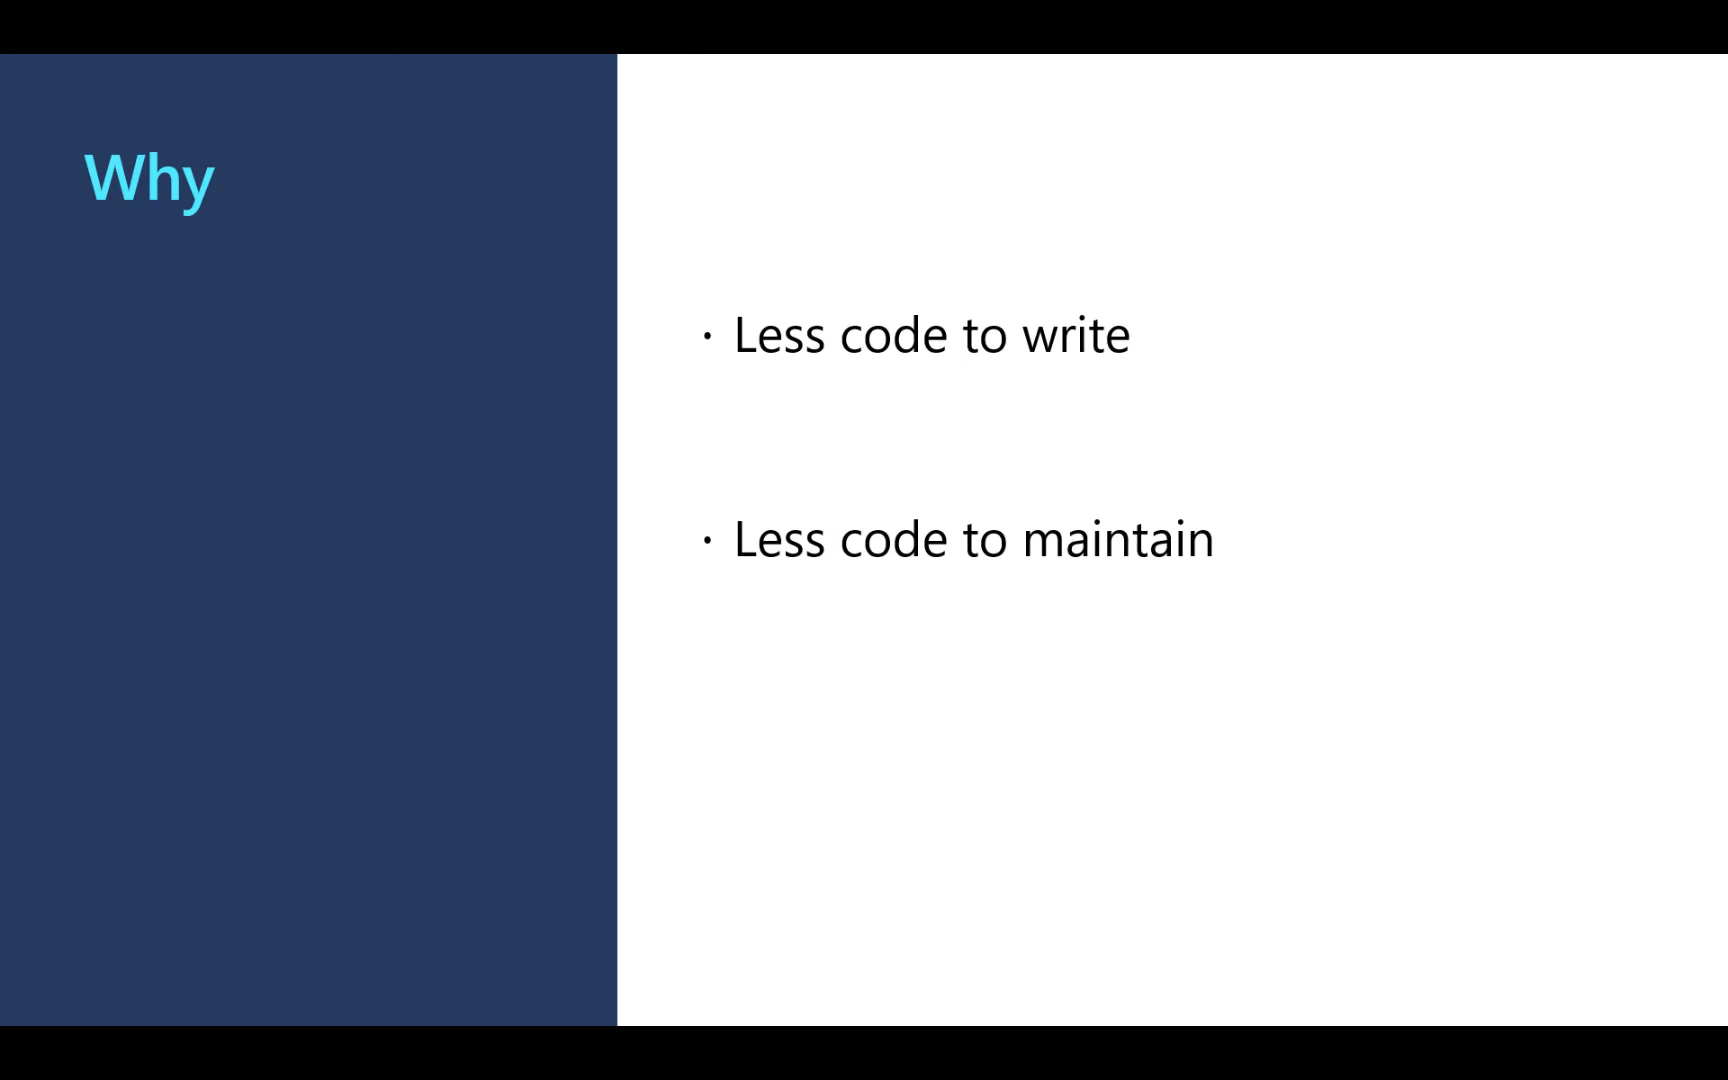 Why
· Less code to write
· Less code to maintain